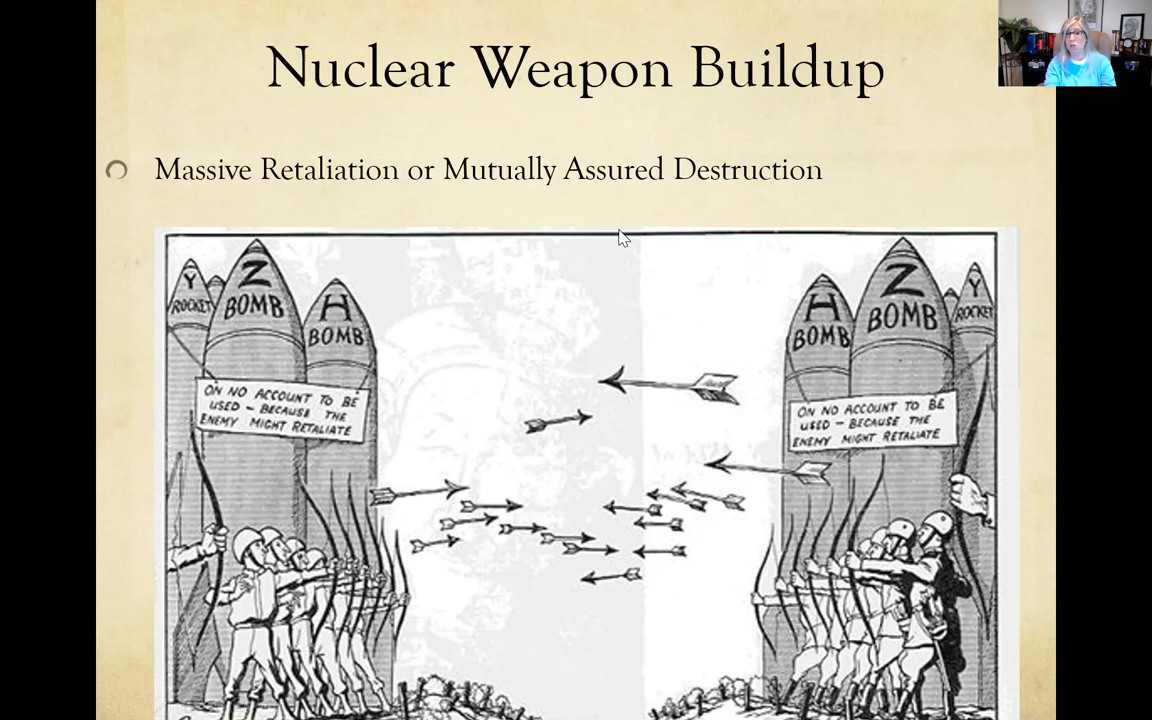 Nuclear Weapon Buildup
Massive Retaliation or Mutually Assured Destruction
Y
ROCKET
Z
BOMB
H
BOMB
ON NO ACCOUNT TO BE
USED – BECAUSE THE
ENEMY MIGHT RETALIATE
H
BOMB
Z
BOMB
Y
ROCKET
ON NO ACCOUNT TO BE
USED – BECAUSE THE
ENEMY MIGHT RETALIATE